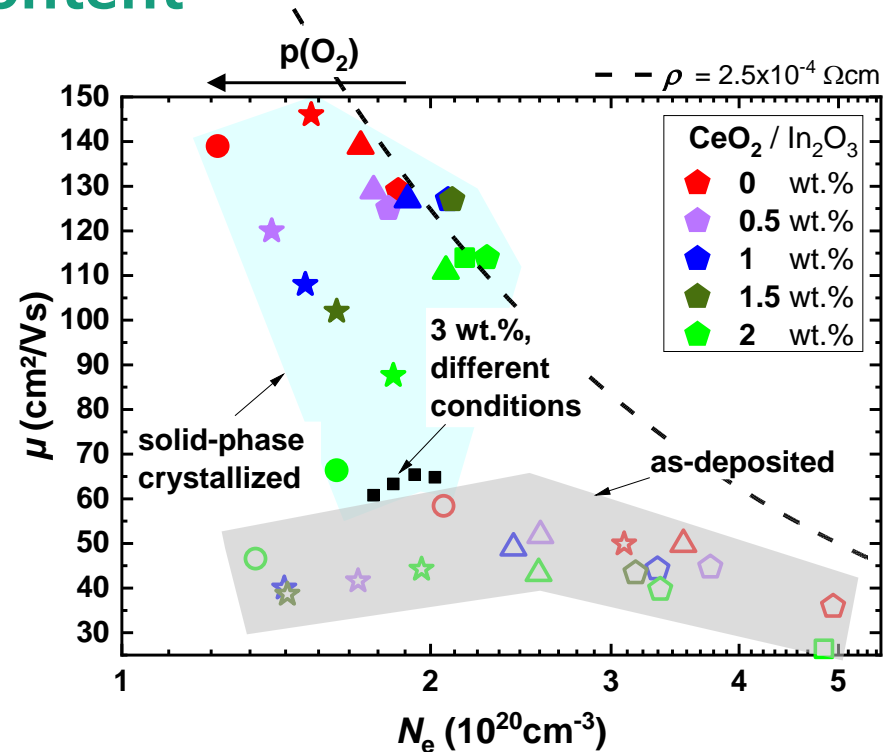 ontent
p(O₂)
ρ = 2.5x10⁻⁴ Ωcm
150
140
130
120
110
100
90
80
70
60
50
40
30
μ (cm²/Vs)
CeO₂ / In₂O₃
0 wt.%
0.5 wt.%
1 wt.%
1.5 wt.%
2 wt.%
3 wt.%,
different
conditions
solid-phase
crystallized
as-deposited
1 2 3 4 5
Nₑ (10²⁰cm⁻³)